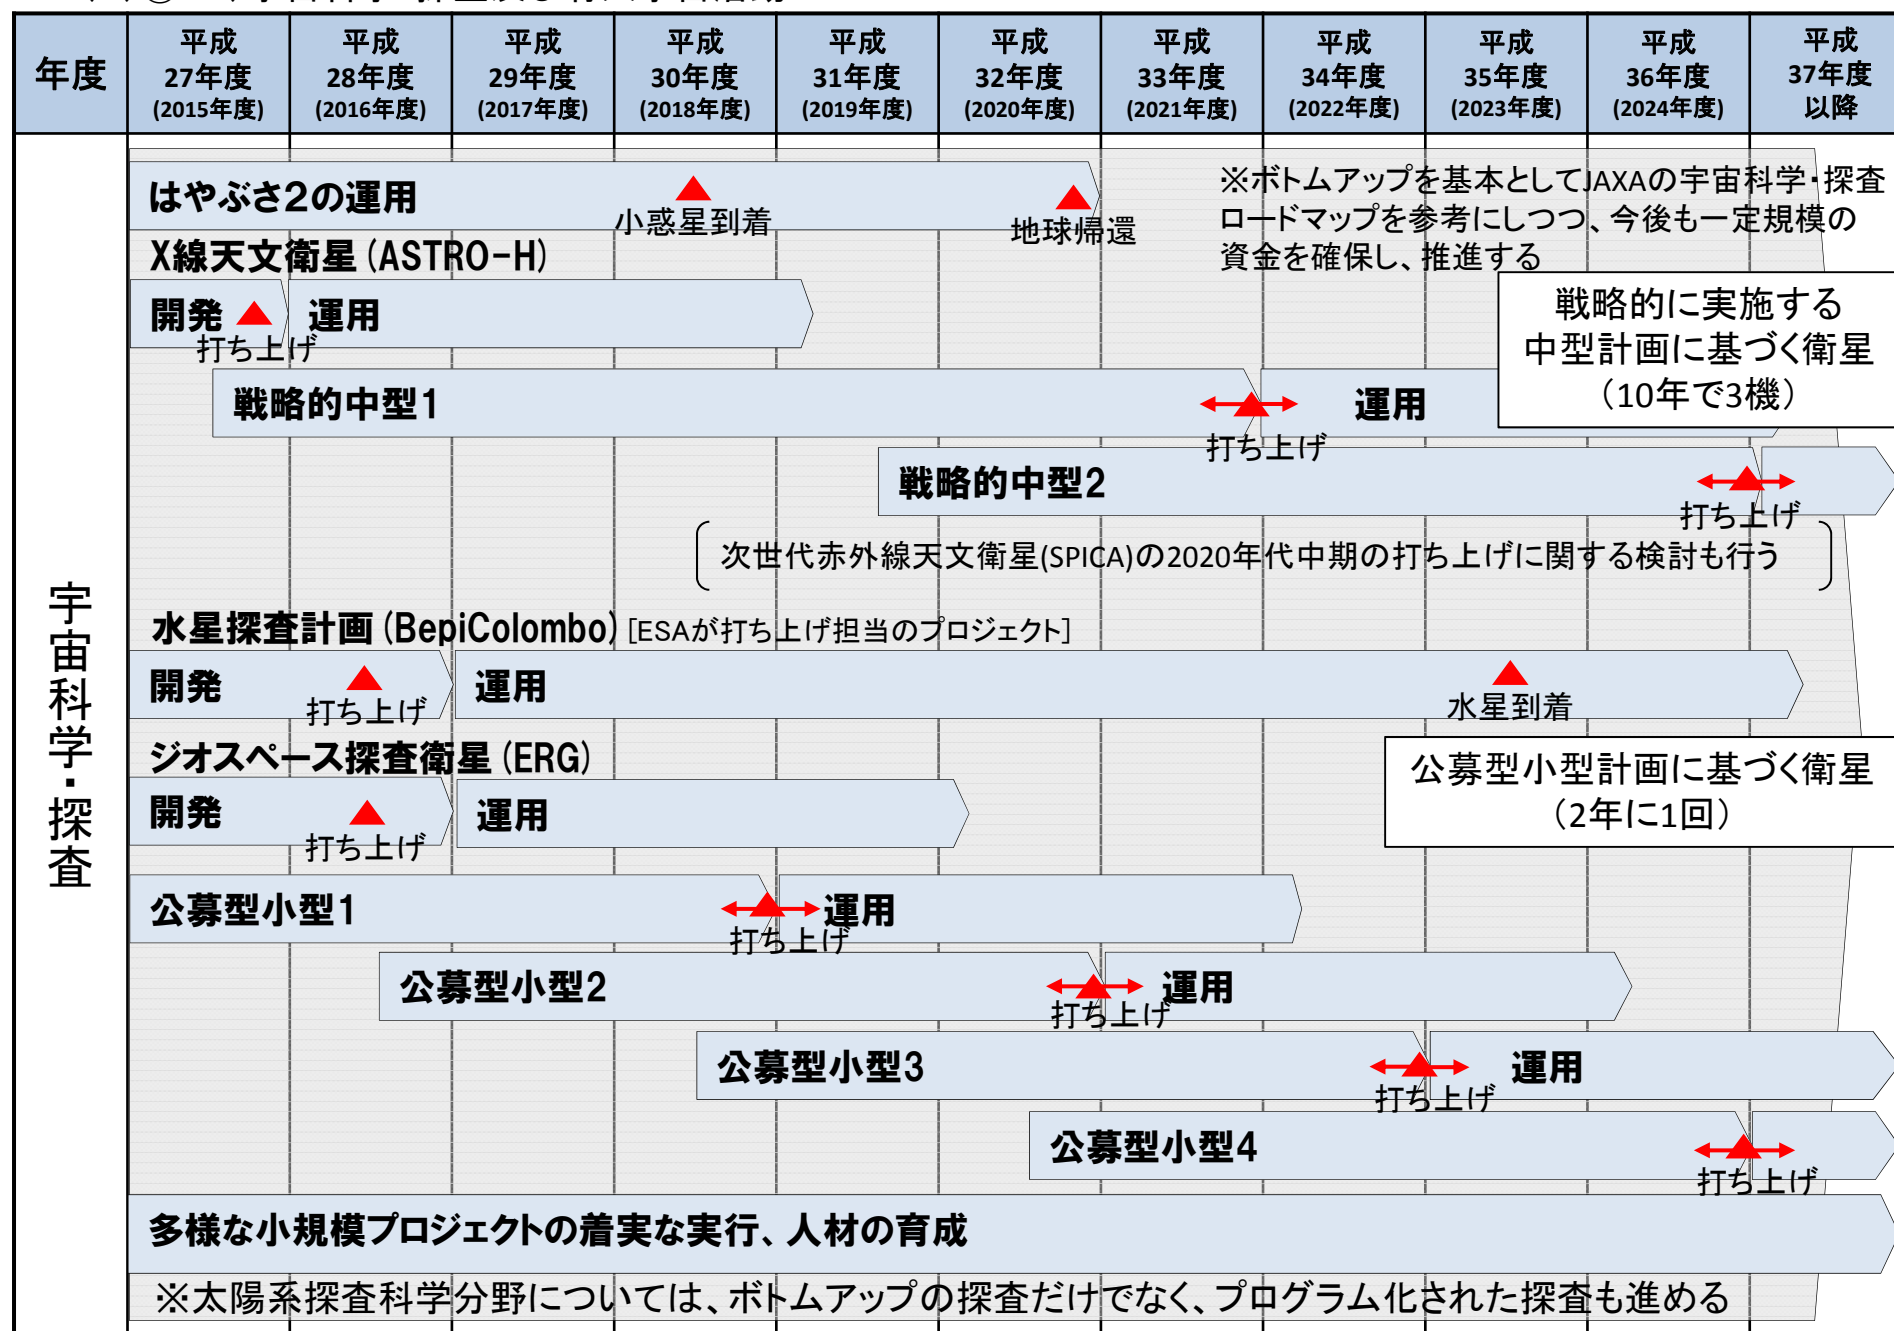 年度
平成
27年度
(2015年度)
平成
28年度
(2016年度)
平成
29年度
(2017年度)
平成
30年度
(2018年度)
平成
31年度
(2019年度)
平成
32年度
(2020年度)
平成
33年度
(2021年度)
平成
34年度
(2022年度)
平成
35年度
(2023年度)
平成
36年度
(2024年度)
平成
37年度
以降
宇宙科学・探査
はやぶさ2の運用
小惑星到着
地球帰還
※ボトムアップを基本としてJAXAの宇宙科学・探査
ロードマップを参考にしつつ、今後も一定規模の
資金を確保し、推進する
X線天文衛星(ASTRO-H)
開発
打ち上げ
運用
戦略的に実施する
中型計画に基づく衛星
（10年で3機）
戦略的中型1
打ち上げ
運用
戦略的中型2
打ち上げ
次世代赤外線天文衛星(SPICA)の2020年代中期の打ち上げに関する検討も行う
水星探査計画(BepiColombo)[ESAが打ち上げ担当のプロジェクト]
開発
打ち上げ
運用
水星到着
ジオスペース探査衛星(ERG)
開発
打ち上げ
運用
公募型小型計画に基づく衛星
（2年に1回）
公募型小型1
打ち上げ
運用
公募型小型2
打ち上げ
運用
公募型小型3
打ち上げ
運用
公募型小型4
打ち上げ
多様な小規模プロジェクトの着実な実行、人材の育成
※太陽系探査科学分野については、ボトムアップの探査だけでなく、プログラム化された探査も進める